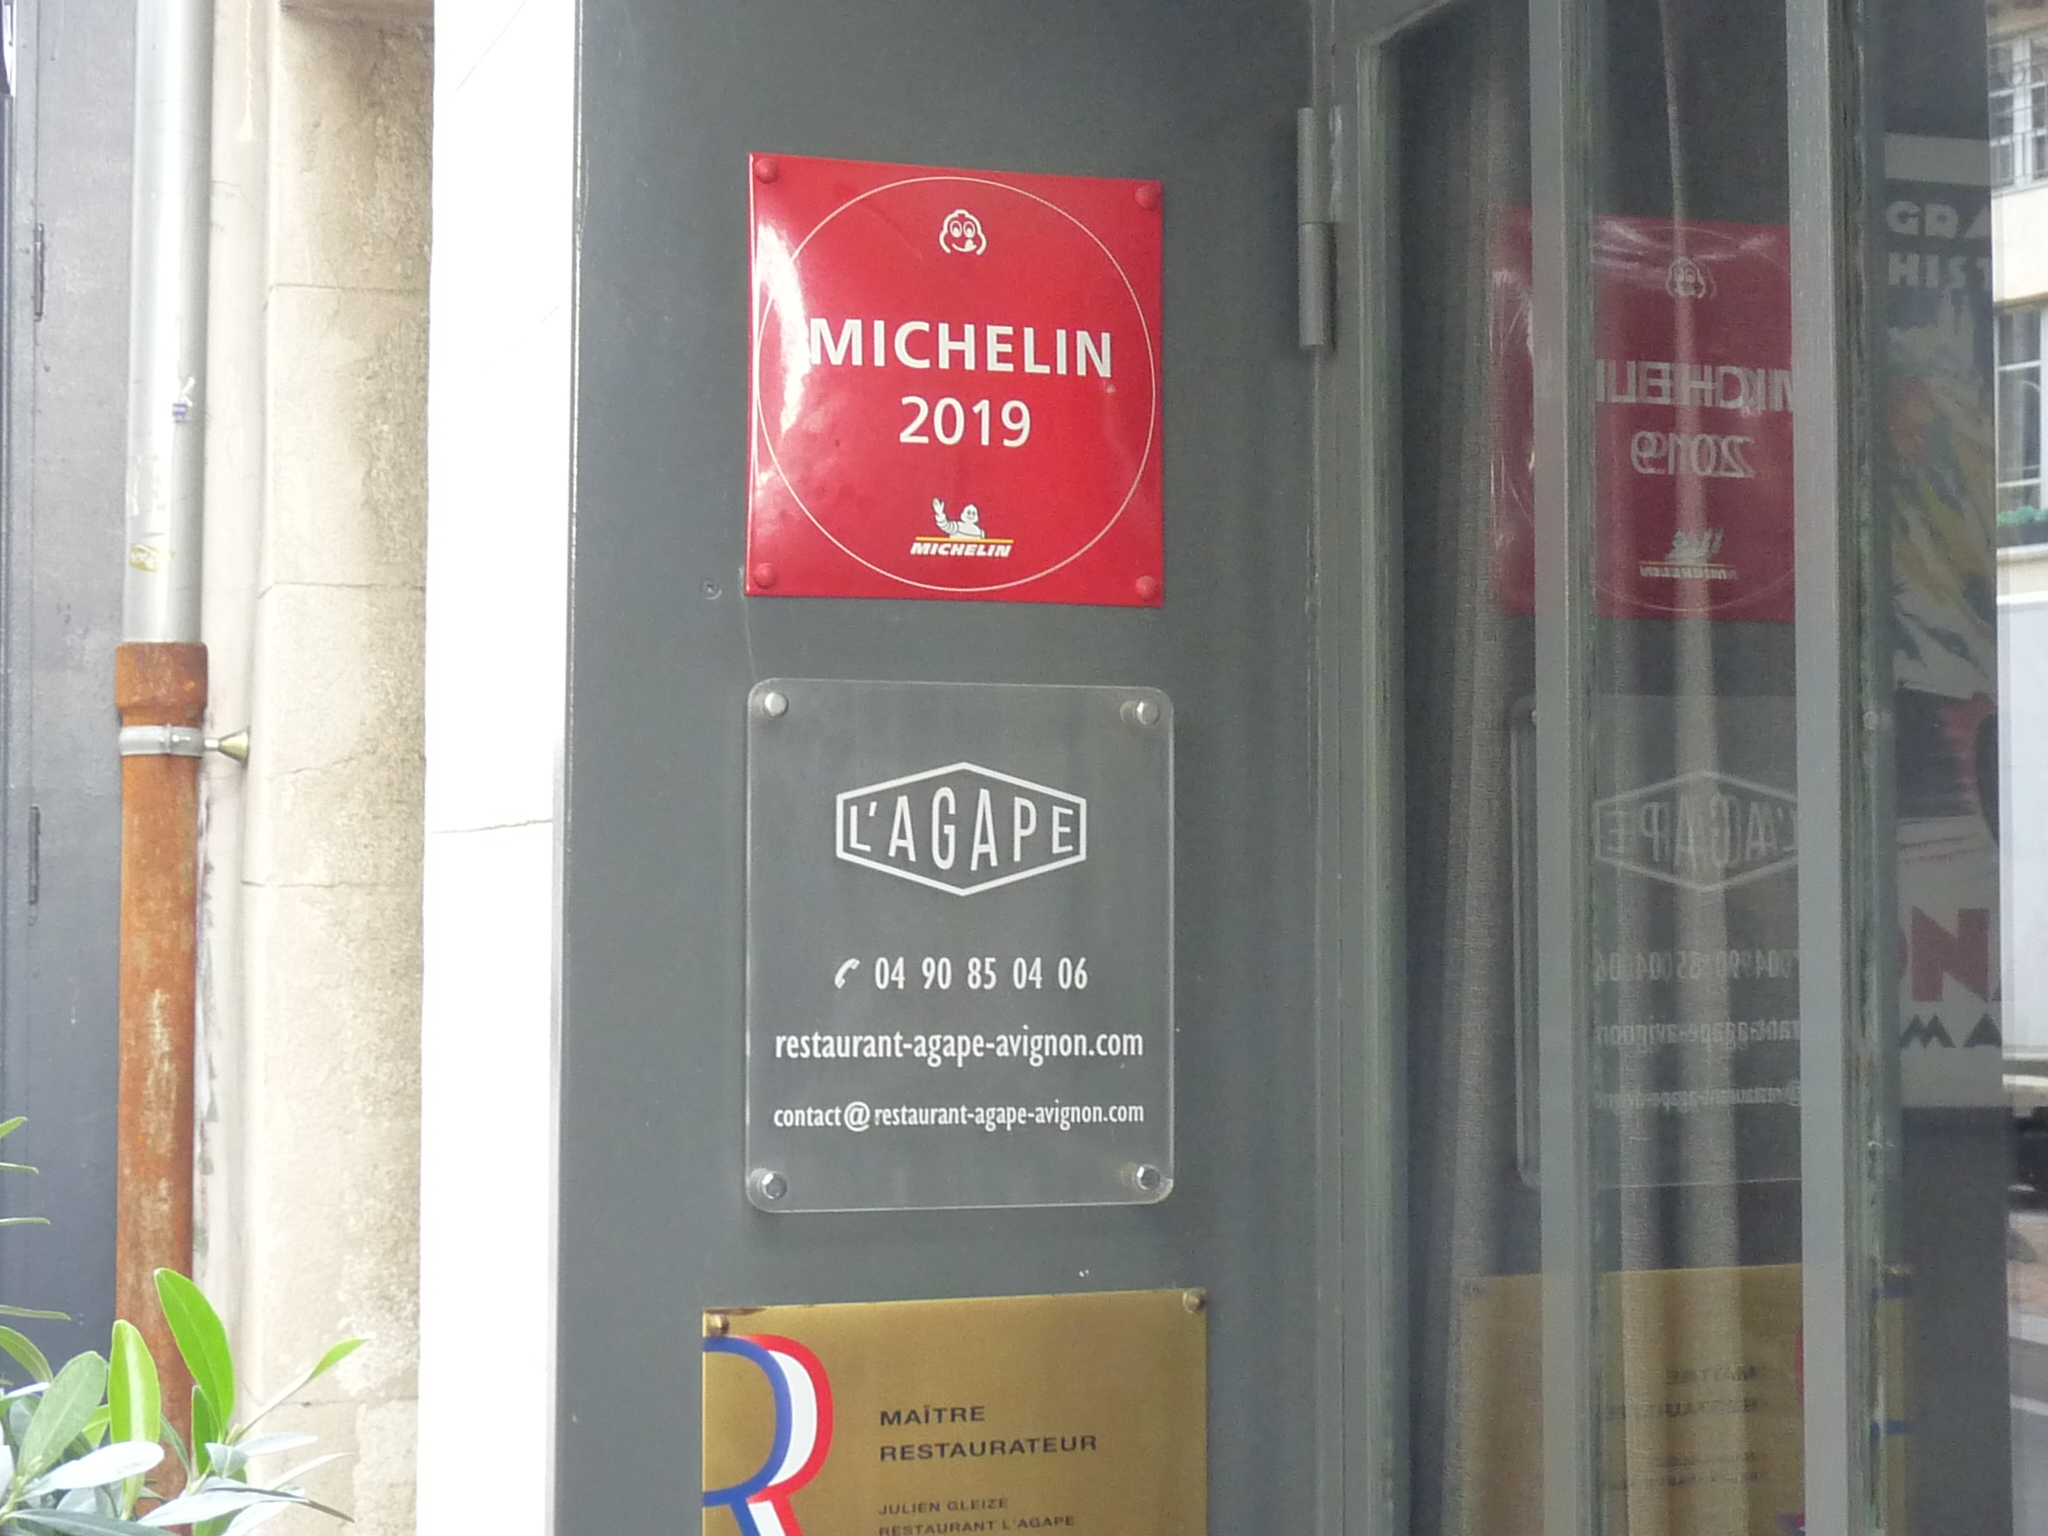 MICHELIN
2019
MICHELIN
L'AGAPE
04 90 85 04 06
restaurant-agape-avignon.com
contact@restaurant-agape-avignon.com
MAÎTRE
RESTAURATEUR
JULIEN GLEIZE
RESTAURANT L'AGAPE